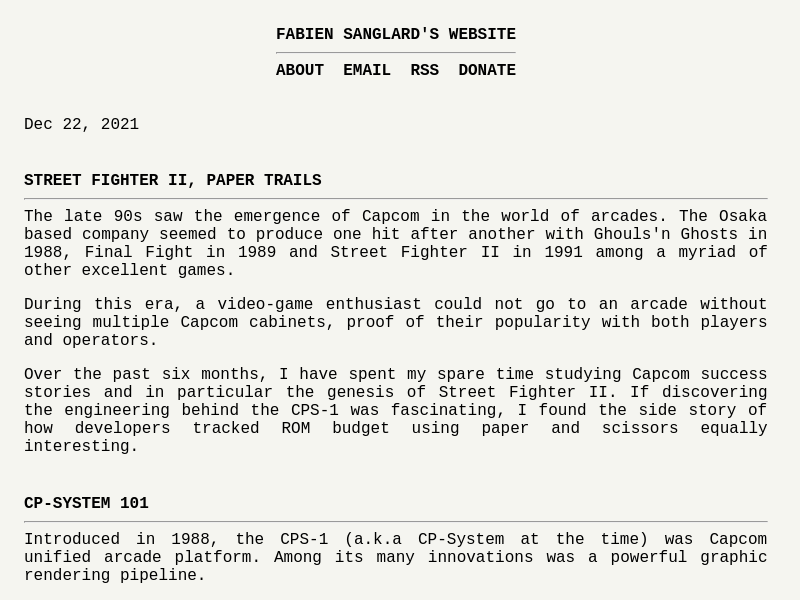 FABIEN SANGLARD'S WEBSITE
ABOUT EMAIL RSS DONATE
Dec 22, 2021
STREET FIGHTER II, PAPER TRAILS
The late 90s saw the emergence of Capcom in the world of arcades. The Osaka
based company seemed to produce one hit after another with Ghouls'n Ghosts in
1988, Final Fight in 1989 and Street Fighter II in 1991 among a myriad of
other excellent games.
During this era, a video-game enthusiast could not go to an arcade without
seeing multiple Capcom cabinets, proof of their popularity with both players
and operators.
Over the past six months, I have spent my spare time studying Capcom success
stories and in particular the genesis of Street Fighter II. If discovering
the engineering behind the CPS-1 was fascinating, I found the side story of
how developers tracked ROM budget using paper and scissors equally
interesting.
CP-SYSTEM 101
Introduced in 1988, the CPS-1 (a.k.a CP-System at the time) was Capcom
unified arcade platform. Among its many innovations was a powerful graphic
rendering pipeline.